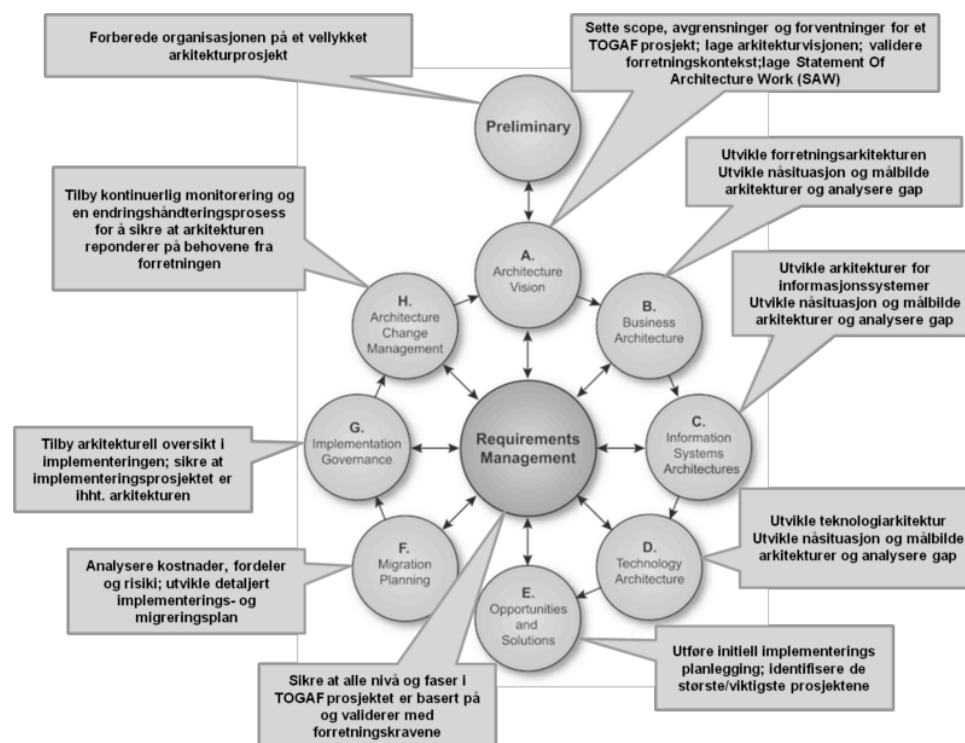 Forberede organisasjonen på et vellykket
arkitekturprosjekt
Sette scope, avgrensninger og forventninger for et
TOGAF prosjekt; lage arkitekturvisjonen; validere
forretningskontekst;lage Statement Of
Architecture Work (SAW)
Preliminary
Utvikle forretningsarkitekturen
Utvikle nåsituasjon og målbilde
arkitekturer og analysere gap
Tilby kontinuerlig monitorering og
en endringshåndteringsprosess
for å sikre at arkitekturen
reponderer på behovene fra
forretningen
A.
Architecture
Vision
Utvikle arkitekturer for
informasjonssystemer
Utvikle nåsituasjon og målbilde
arkitekturer og analysere gap
H.
Architecture
Change
Management
B.
Business
Architecture
G.
Implementation
Governance
Requirements
Management
C.
Information
Systems
Architectures
Tilby arkitekturell oversikt i
implementeringen; sikre at
implementeringsprosjektet er
ihht. arkitekturen
Utvikle teknologiarkitektur
Utvikle nåsituasjon og målbilde
arkitekturer og analysere gap
F.
Migration
Planning
D.
Technology
Architecture
Analysere kostnader, fordeler
og risiki; utvikle detaljert
implementerings- og
migreringsplan
E.
Opportunities
and
Solutions
Sikre at alle nivå og faser i
TOGAF prosjektet er basert på
og validerer med
forretningskravene
Utføre initiell implementerings
planlegging; identifisere de
største/viktigste prosjektene